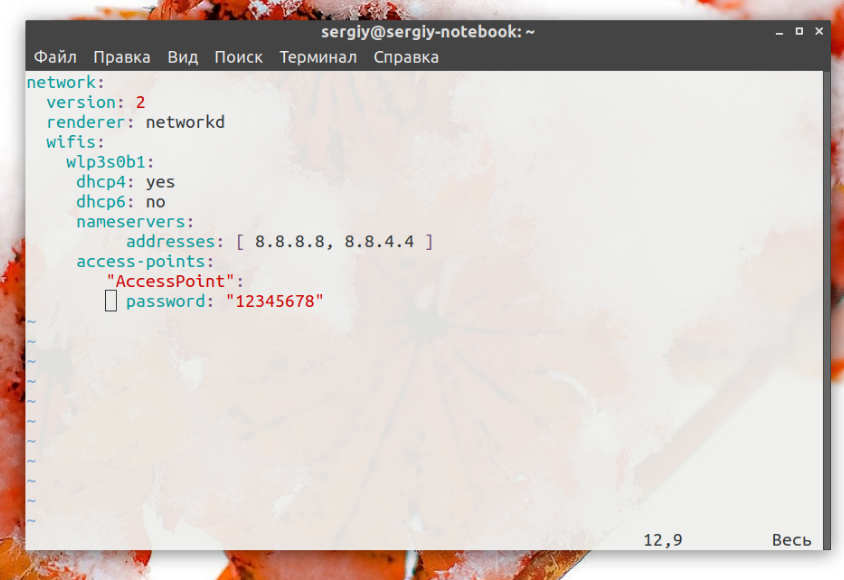 sergiy@sergiy-notebook: ~
Файл Правка Вид Поиск Терминал Справка
network:
  version: 2
  renderer: networkd
  wifis:
    wlp3s0b1:
     dhcp4: yes
     dhcp6: no
     nameservers:
          addresses: [ 8.8.8.8, 8.8.4.4 ]
     access-points:
        "AccessPoint":
          password: "12345678"
~
~
~
~
~
~
~
~
~
~
~
12,9 Весь